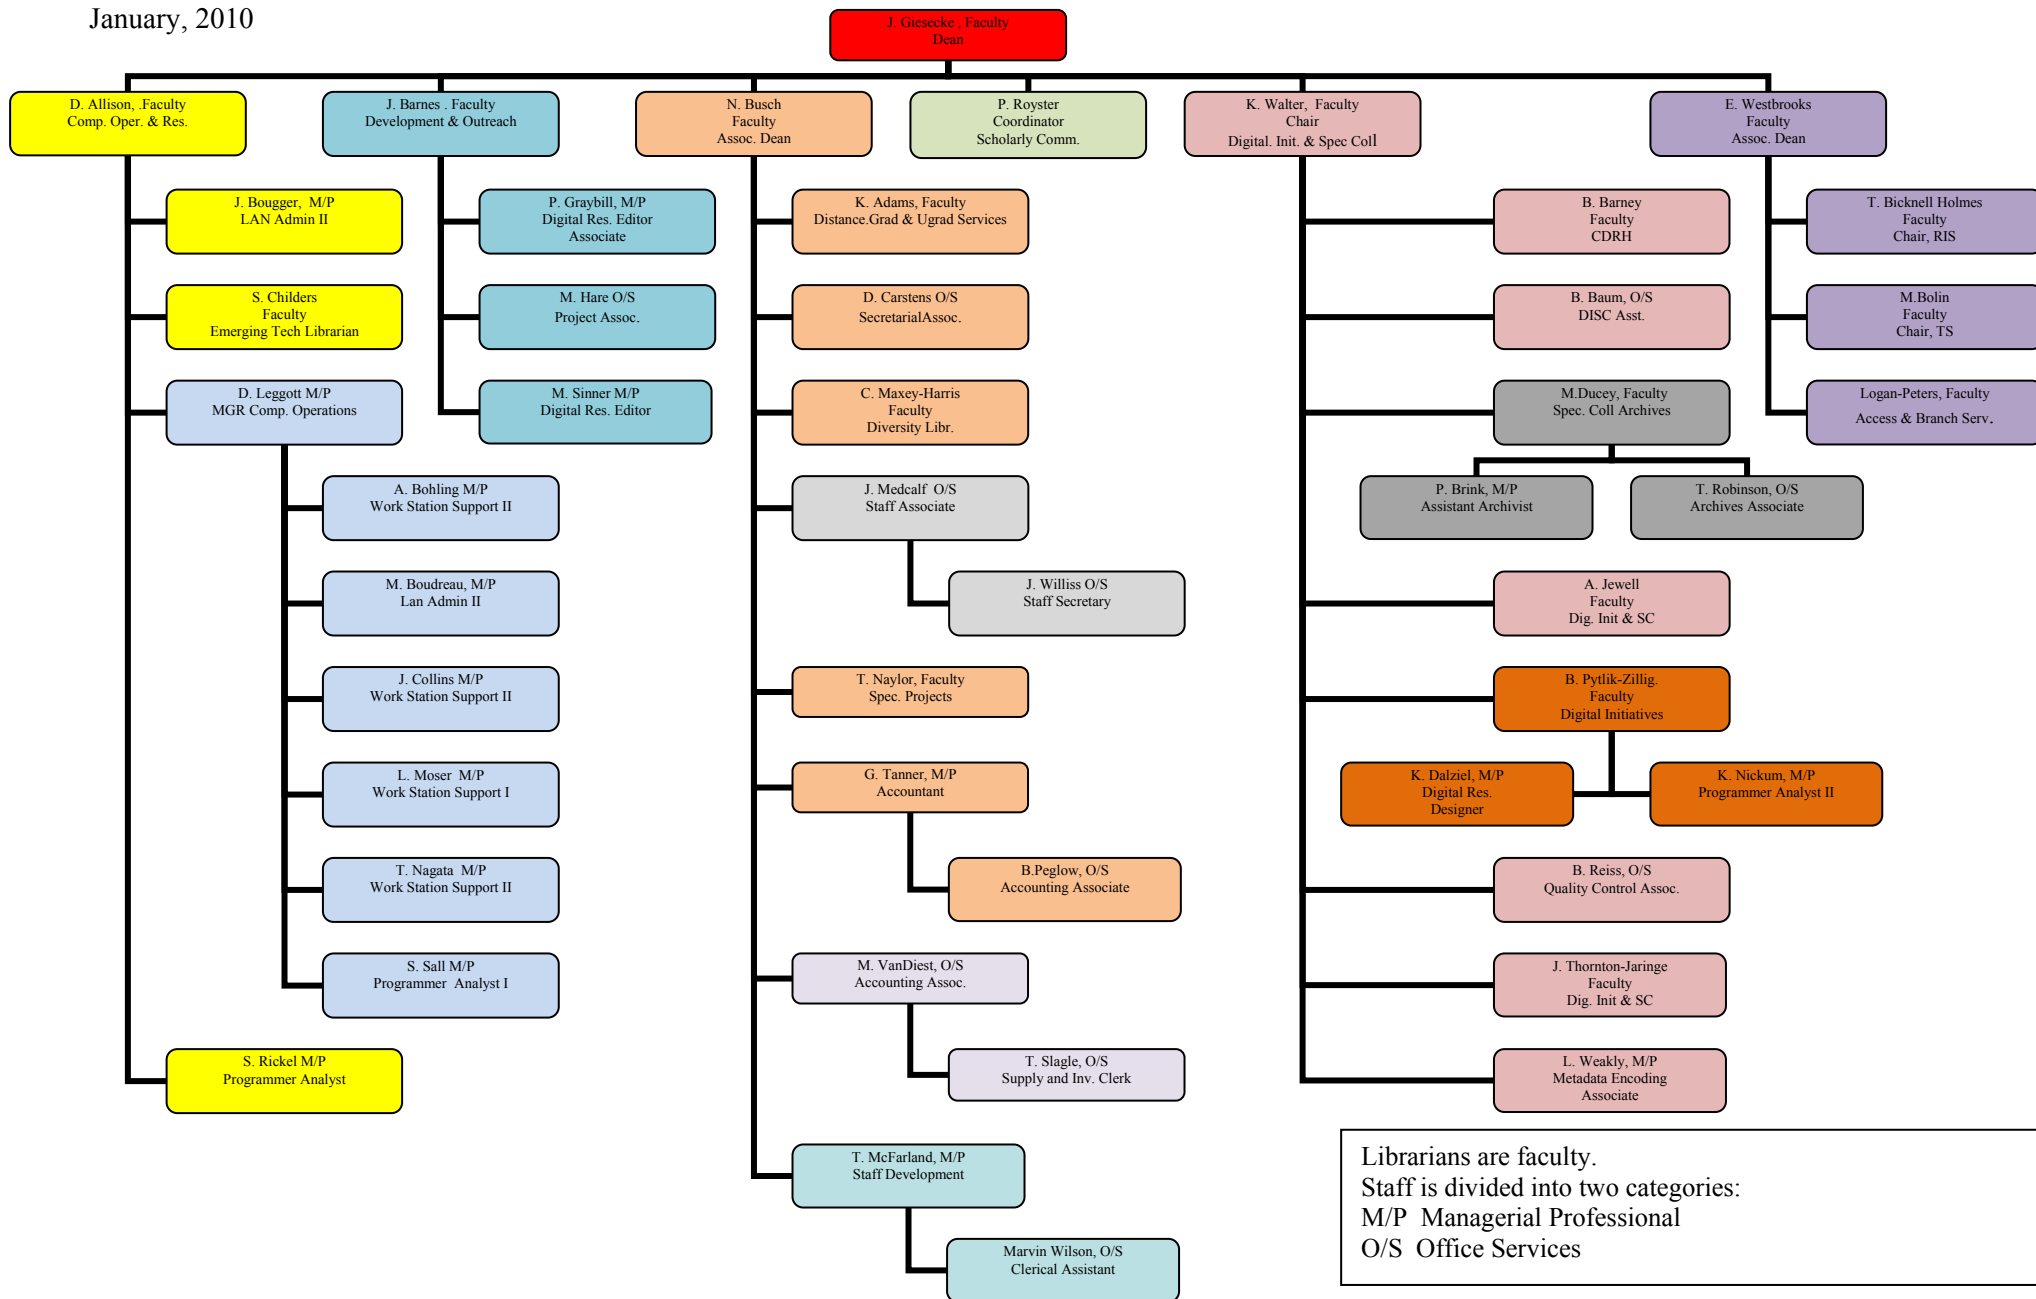 January, 2010
J. Giesecke , Faculty
Dean
D. Allison, .Faculty
Comp. Oper. & Res.
J. Barnes . Faculty
Development & Outreach
N. Busch
Faculty
Assoc. Dean
P. Royster
Coordinator
Scholarly Comm.
K. Walter, Faculty
Chair
Digital. Init. & Spec Coll
E. Westbrooks
Faculty
Assoc. Dean
J. Bougger, M/P
LAN Admin II
S. Childers
Faculty
Emerging Tech Librarian
D. Leggott M/P
MGR Comp. Operations
A. Bohling M/P
Work Station Support II
M. Boudreau, M/P
Lan Admin II
J. Collins M/P
Work Station Support II
L. Moser M/P
Work Station Support I
T. Nagata M/P
Work Station Support II
S. Sall M/P
Programmer Analyst I
S. Rickel M/P
Programmer Analyst
P. Graybill, M/P
Digital Res. Editor
Associate
M. Hare O/S
Project Assoc.
M. Sinner M/P
Digital Res. Editor
K. Adams, Faculty
Distance.Grad & Ugrad Services
D. Carstens O/S
SecretarialAssoc.
C. Maxey-Harris
Faculty
Diversity Libr.
J. Medcalf O/S
Staff Associate
J. Williss O/S
Staff Secretary
T. Naylor, Faculty
Spec. Projects
G. Tanner, M/P
Accountant
B.Peglow, O/S
Accounting Associate
M. VanDiest, O/S
Accounting Assoc.
T. Slagle, O/S
Supply and Inv. Clerk
T. McFarland, M/P
Staff Development
Marvin Wilson, O/S
Clerical Assistant
B. Barney
Faculty
CDRH
B. Baum, O/S
DISC Asst.
M.Ducey, Faculty
Spec. Coll Archives
P. Brink, M/P
Assistant Archivist
T. Robinson, O/S
Archives Associate
A. Jewell
Faculty
Dig. Init & SC
B. Pytlik-Zillig.
Faculty
Digital Initiatives
K. Dalziel, M/P
Digital Res.
Designer
K. Nickum, M/P
Programmer Analyst II
B. Reiss, O/S
Quality Control Assoc.
J. Thornton-Jaringe
Faculty
Dig. Init & SC
L. Weakly, M/P
Metadata Encoding
Associate
T. Bicknell Holmes
Faculty
Chair, RIS
M.Bolin
Faculty
Chair, TS
Logan-Peters, Faculty
Access & Branch Serv.
Librarians are faculty.
Staff is divided into two categories:
M/P Managerial Professional
O/S Office Services